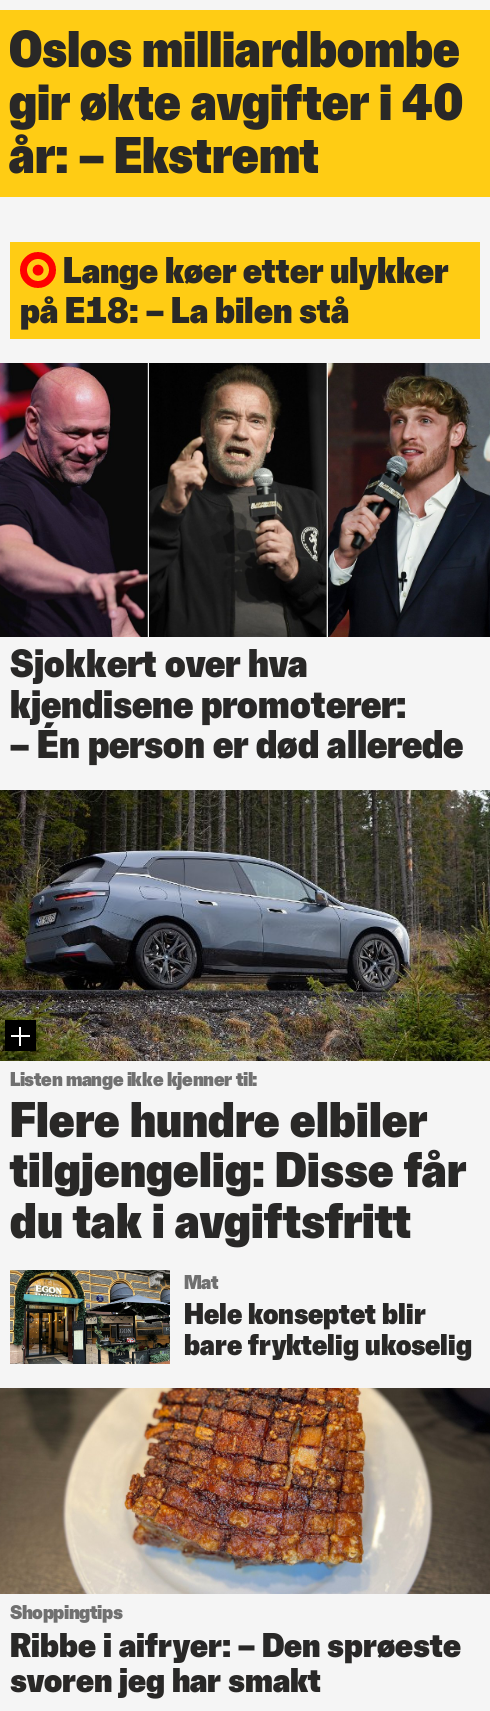 Oslos milliardbombe
gir økte avgifter i 40
år: – Ekstremt
Lange køer etter ulykker
på E18: – La bilen stå
Sjokkert over hva
kjendisene promoterer:
– Én person er død allerede
Listen mange ikke kjenner til:
Flere hundre elbiler
tilgjengelig: Disse får
du tak i avgiftsfritt
EGON
Mat
Hele konseptet blir
bare fryktelig ukoselig
Shoppingtips
Ribbe i aifryer: – Den sprøeste
svoren jeg har smakt